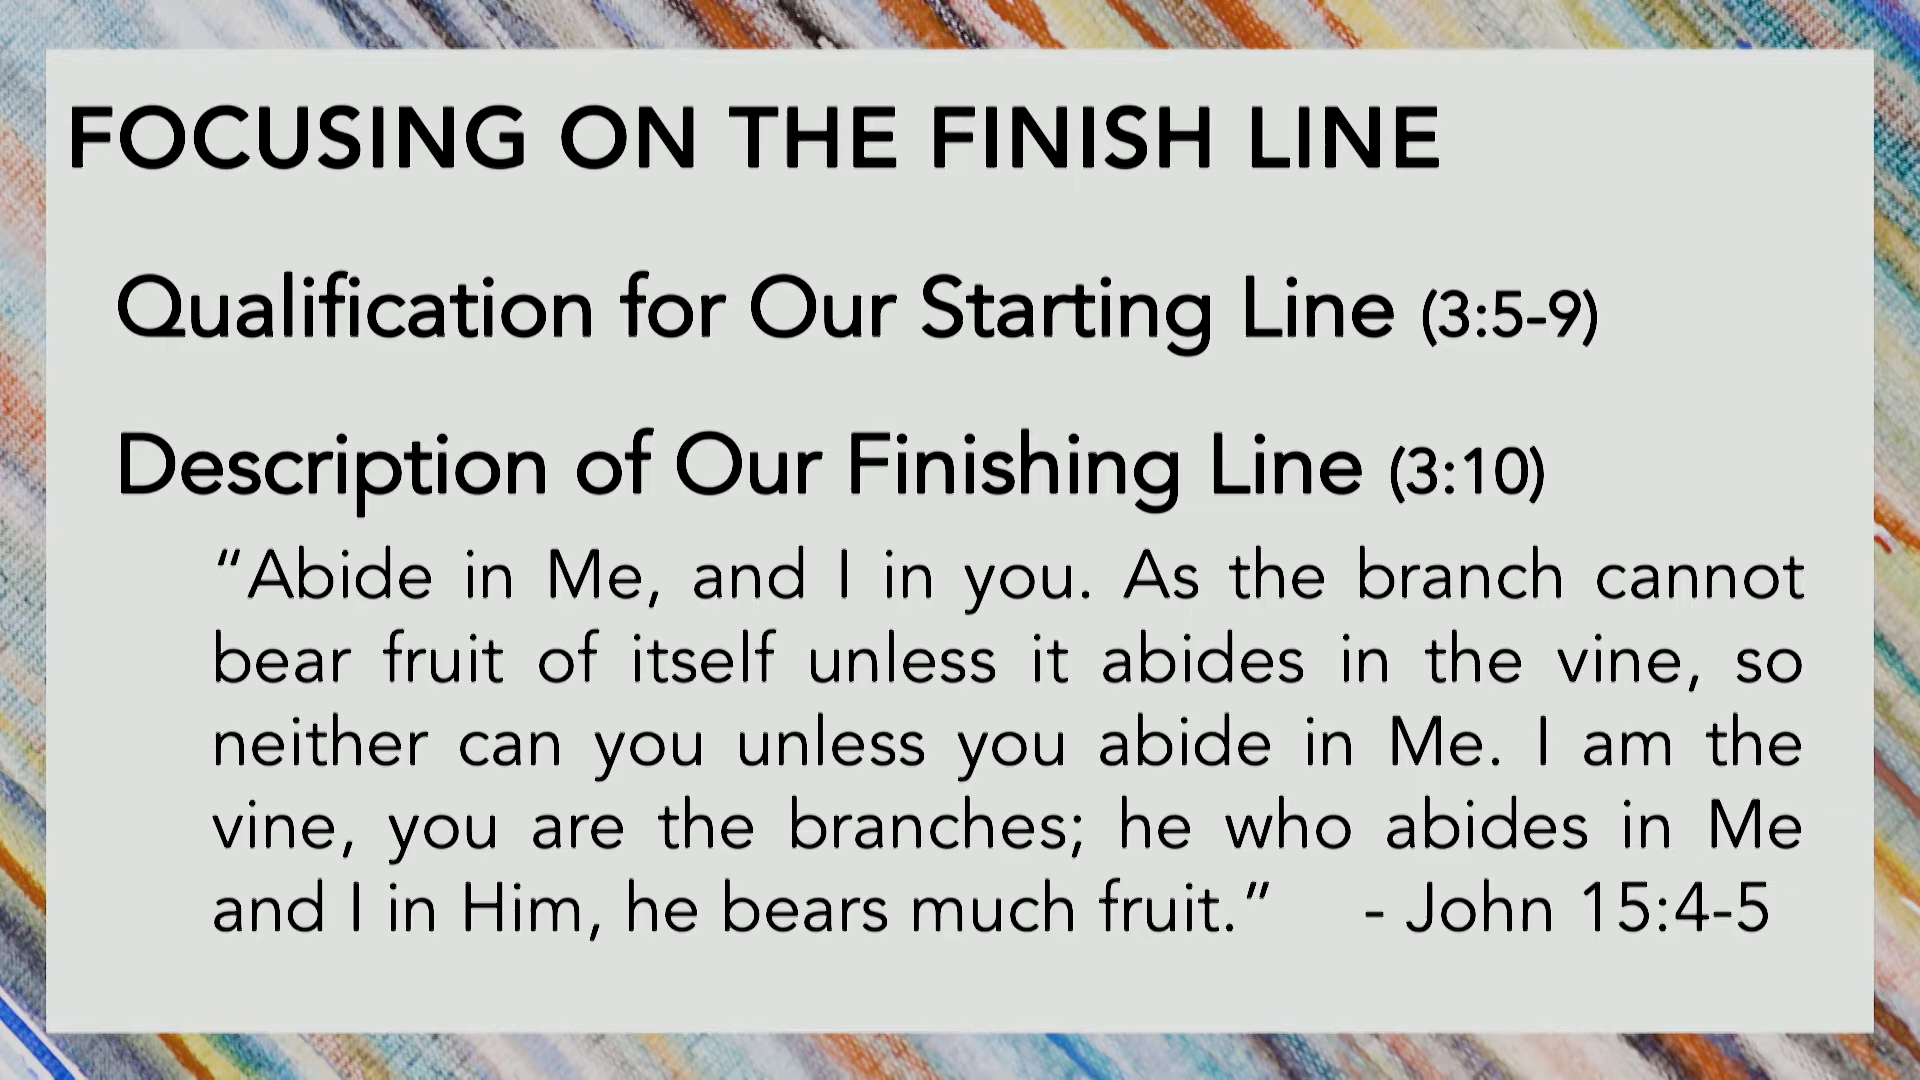 FOCUSING ON THE FINISH LINE
Qualification for Our Starting Line (3:5-9)
Description of Our Finishing Line (3:10)
“Abide in Me, and I in you. As the branch cannot
bear fruit of itself unless it abides in the vine, so
neither can you unless you abide in Me. I am the
vine, you are the branches; he who abides in Me
and I in Him, he bears much fruit.” - John 15:4-5